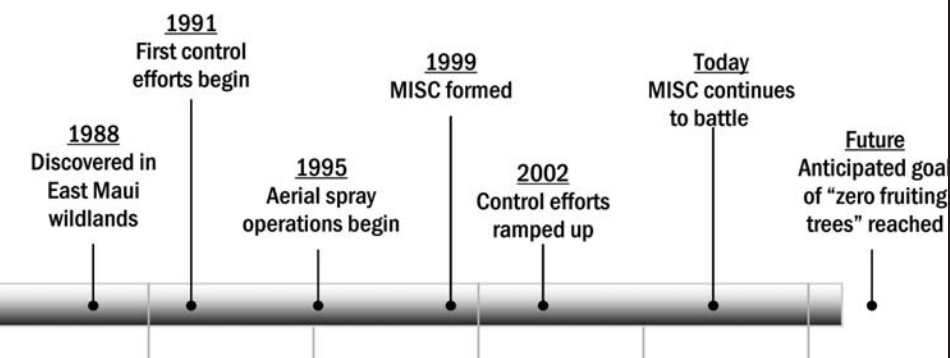 1988
Discovered in
East Maui
wildlands
1991
First control
efforts begin
1995
Aerial spray
operations begin
1999
MISC formed
2002
Control efforts
ramped up
Today
MISC continues
to battle
Future
Anticipated goal
of “zero fruiting
trees” reached